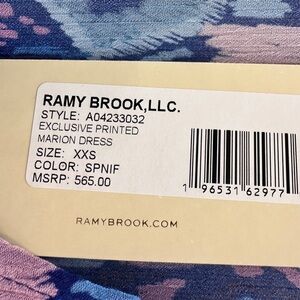 RAMY BROOK,LLC.
STYLE: A04233032
EXCLUSIVE PRINTED
MARION DRESS
SIZE: XXS
COLOR: SPNIF
MSRP: 565.00
1 96531 62977
RAMYBROOK.COM